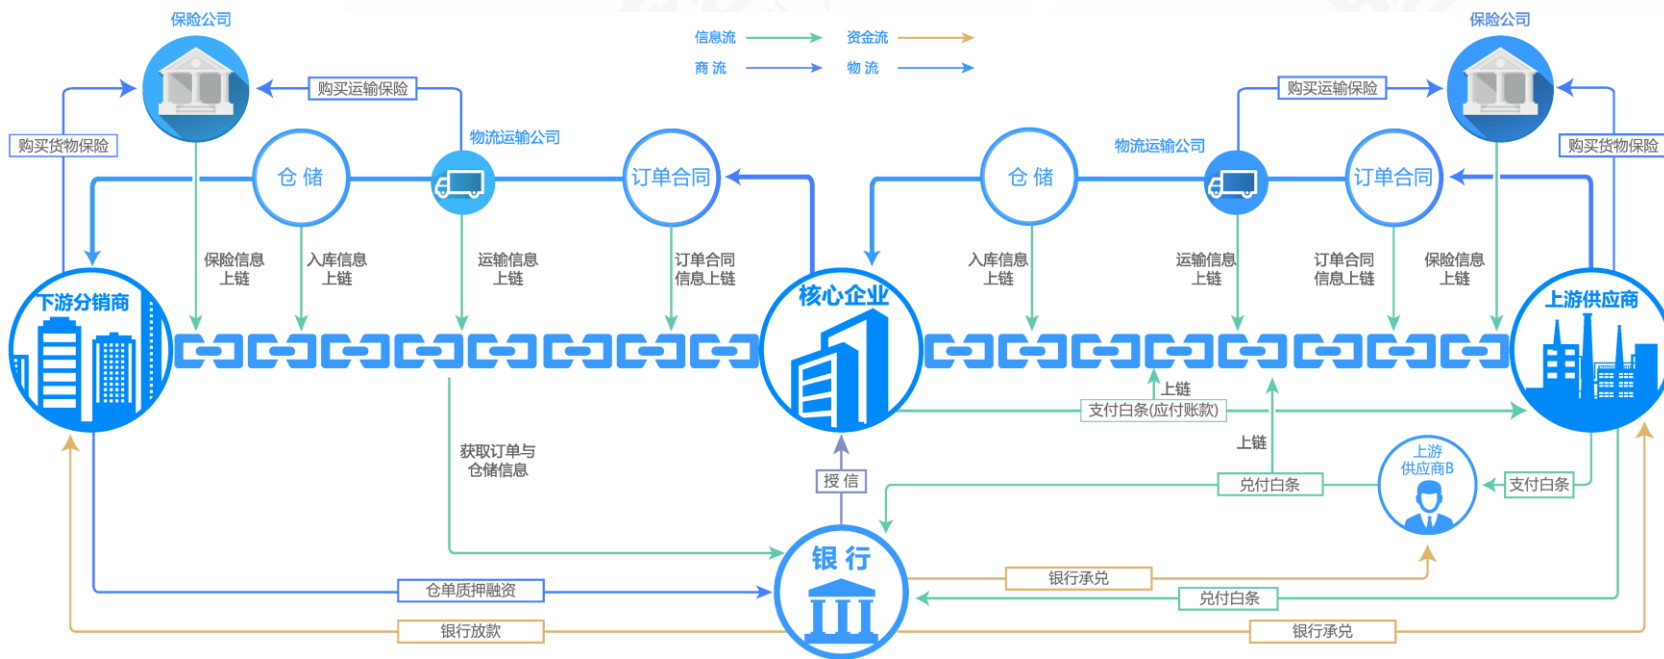 保险公司
信息流
资金流
保险公司
商 流
物 流
购买运输保险
购买运输保险
购买货物保险
物流运输公司
物流运输公司
购买货物保险
仓 储
订单合同
仓 储
订单合同
保险信息
上链
入库信息
上链
运输信息
上链
订单合同
信息上链
入库信息
上链
运输信息
上链
订单合同
信息上链
保险信息
上链
下游分销商
核心企业
上游供应商
上链
支付白条(应付账款)
获取订单与
仓储信息
上链
上游
供应商B
授 信
兑付白条
支付白条
银 行
银行承兑
仓单质押融资
兑付白条
银行放款
银行承兑